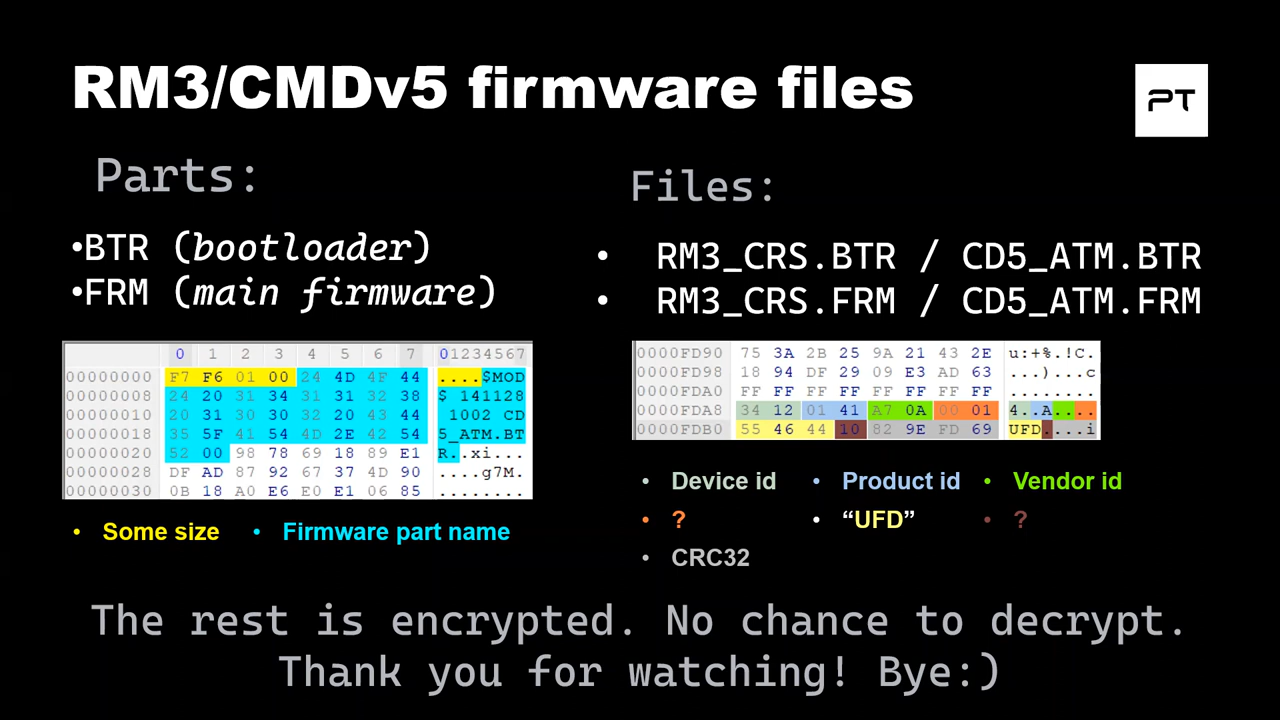 RM3/CMDv5 firmware files
PT
Parts:
•BTR (bootloader)
•FRM (main firmware)
0 1 2 3 4 5 6 7 01234567
00000000 F7 F6 01 00 24 4D 4F 44 ....$MOD
00000008 24 20 31 34 31 31 32 38 $ 141128
00000010 20 31 30 30 32 20 43 44  1002 CD
00000018 35 5F 41 54 4D 2E 42 54 5_ATM.BT
00000020 52 00 98 78 69 18 89 E1 R..xi...
00000028 DF AD 87 92 67 37 4D 90 ....g7M.
00000030 0B 18 A0 E6 E0 E1 06 85 ........
• Some size • Firmware part name
Files:
• RM3_CRS.BTR / CD5_ATM.BTR
• RM3_CRS.FRM / CD5_ATM.FRM
0000FD90 75 3A 2B 25 9A 21 43 2E u:+%.!C.
0000FD98 18 94 DF 29 09 E3 AD 63 ...)...c
0000FDA0 FF FF FF FF FF FF FF FF ........
0000FDA8 34 12 01 41 A7 0A 00 01 4..A....
0000FDB0 55 46 44 10 82 9E FD 69 UFD....i
• Device id • Product id • Vendor id
• ? • “UFD” • ?
• CRC32
The rest is encrypted. No chance to decrypt.
Thank you for watching! Bye:)